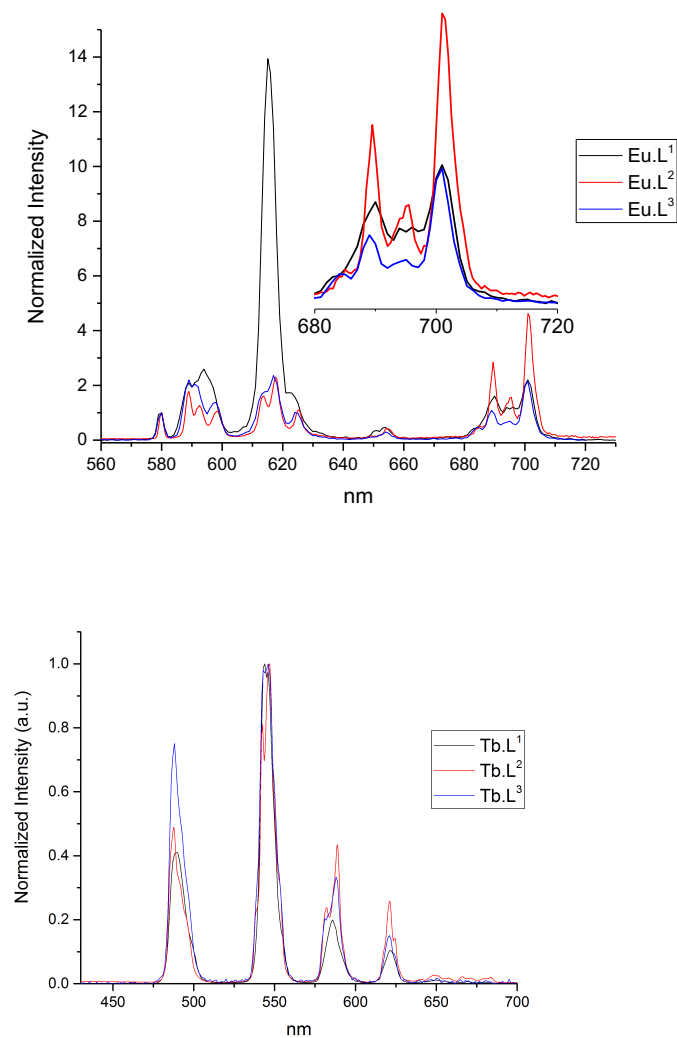 Normalized Intensity
14
12
10
8
6
4
2
0
560 580 600 620 640 660 680 700 720
nm
680 700 720
Eu.L¹
Eu.L²
Eu.L³
Normalized Intensity (a.u.)
1.0
0.8
0.6
0.4
0.2
0.0
450 500 550 600 650 700
nm
Tb.L¹
Tb.L²
Tb.L³